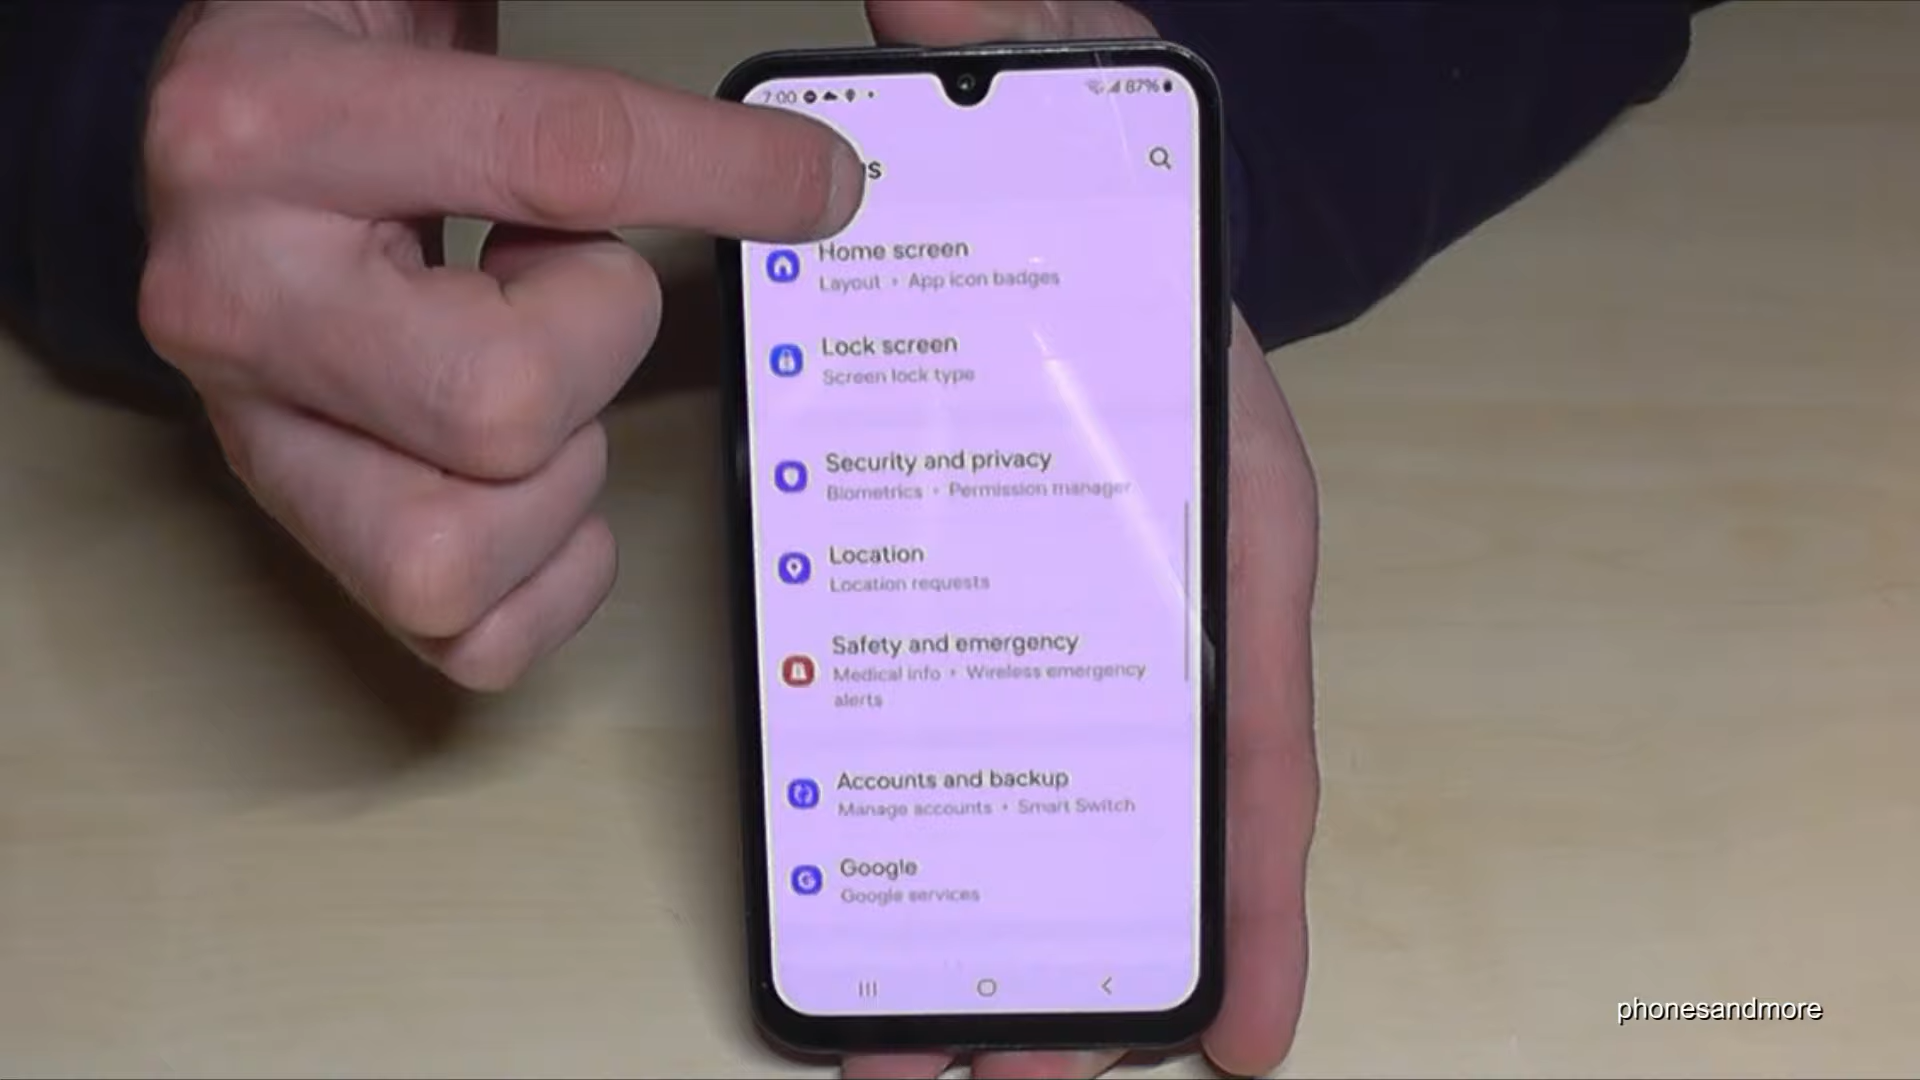 7:00 87%
s
Home screen
Layout • App icon badges
Lock screen
Screen lock type
Security and privacy
Biometrics • Permission manager
Location
Location requests
Safety and emergency
Medical info • Wireless emergency
alerts
Accounts and backup
Manage accounts • Smart Switch
Google
Google services
phonesandmore